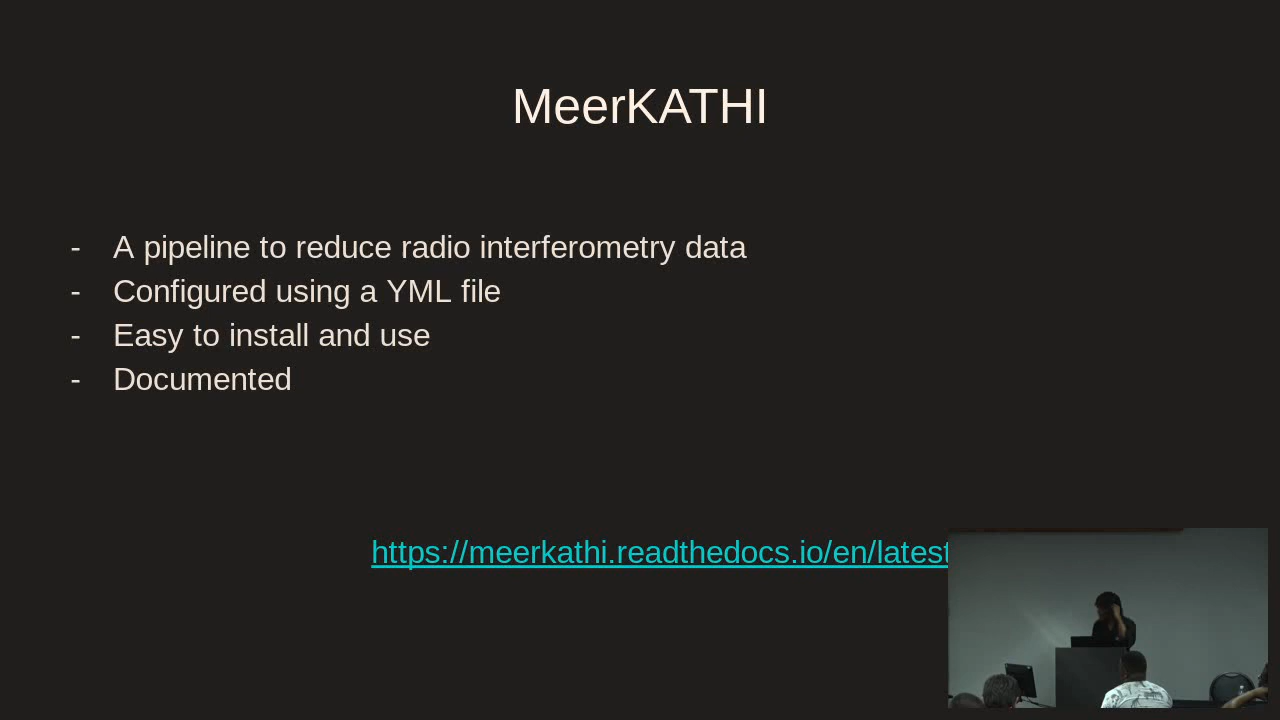 MeerKATHI
- A pipeline to reduce radio interferometry data
- Configured using a YML file
- Easy to install and use
- Documented
https://meerkathi.readthedocs.io/en/latest